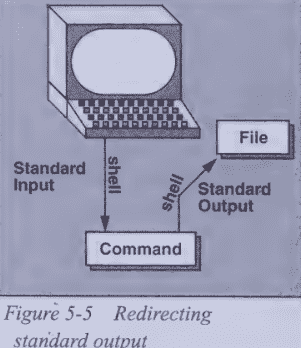 File
Standard
Input
shell
shell
Standard
Output
Command
Figure 5-5 Redirecting
standard output